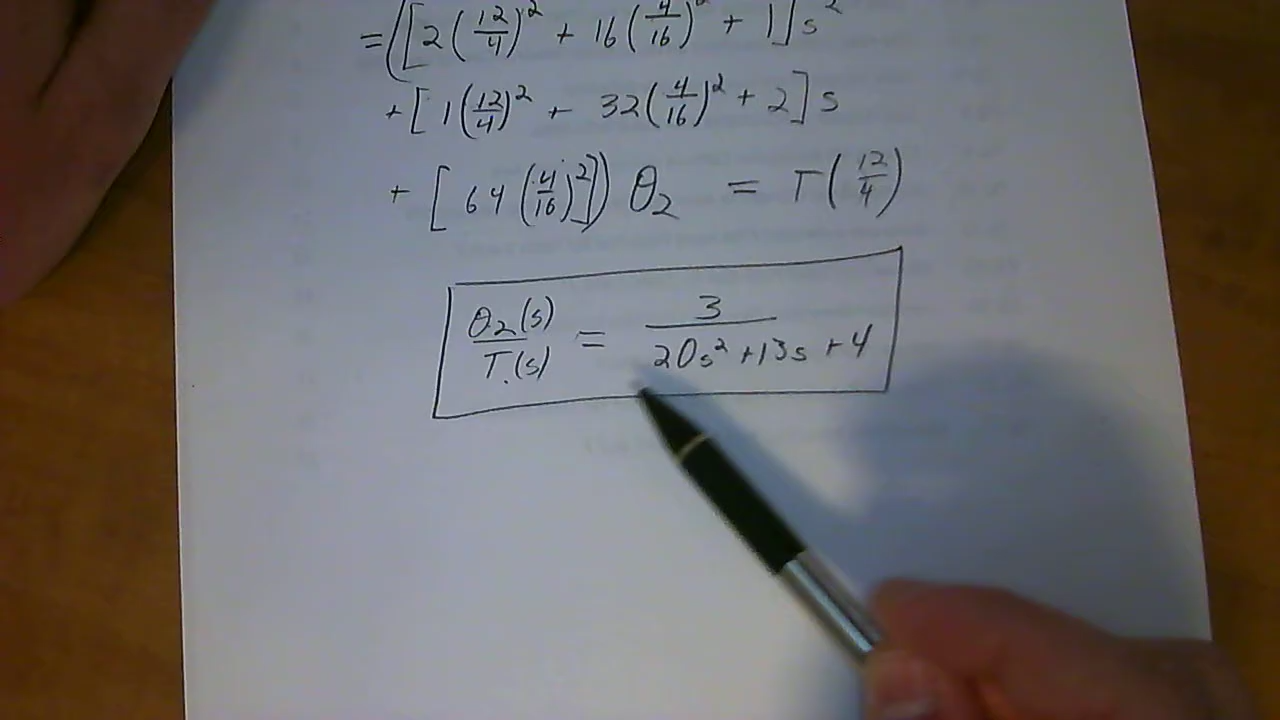 =([2(12/4)² + 16(4/16)² + 1]s²
+[1(12/4)² + 32(4/16)² + 2]s
+[64(4/16)²])θ₂ = T(12/4)
θ₂(s)/T(s) = 3/(20s²+13s+4)